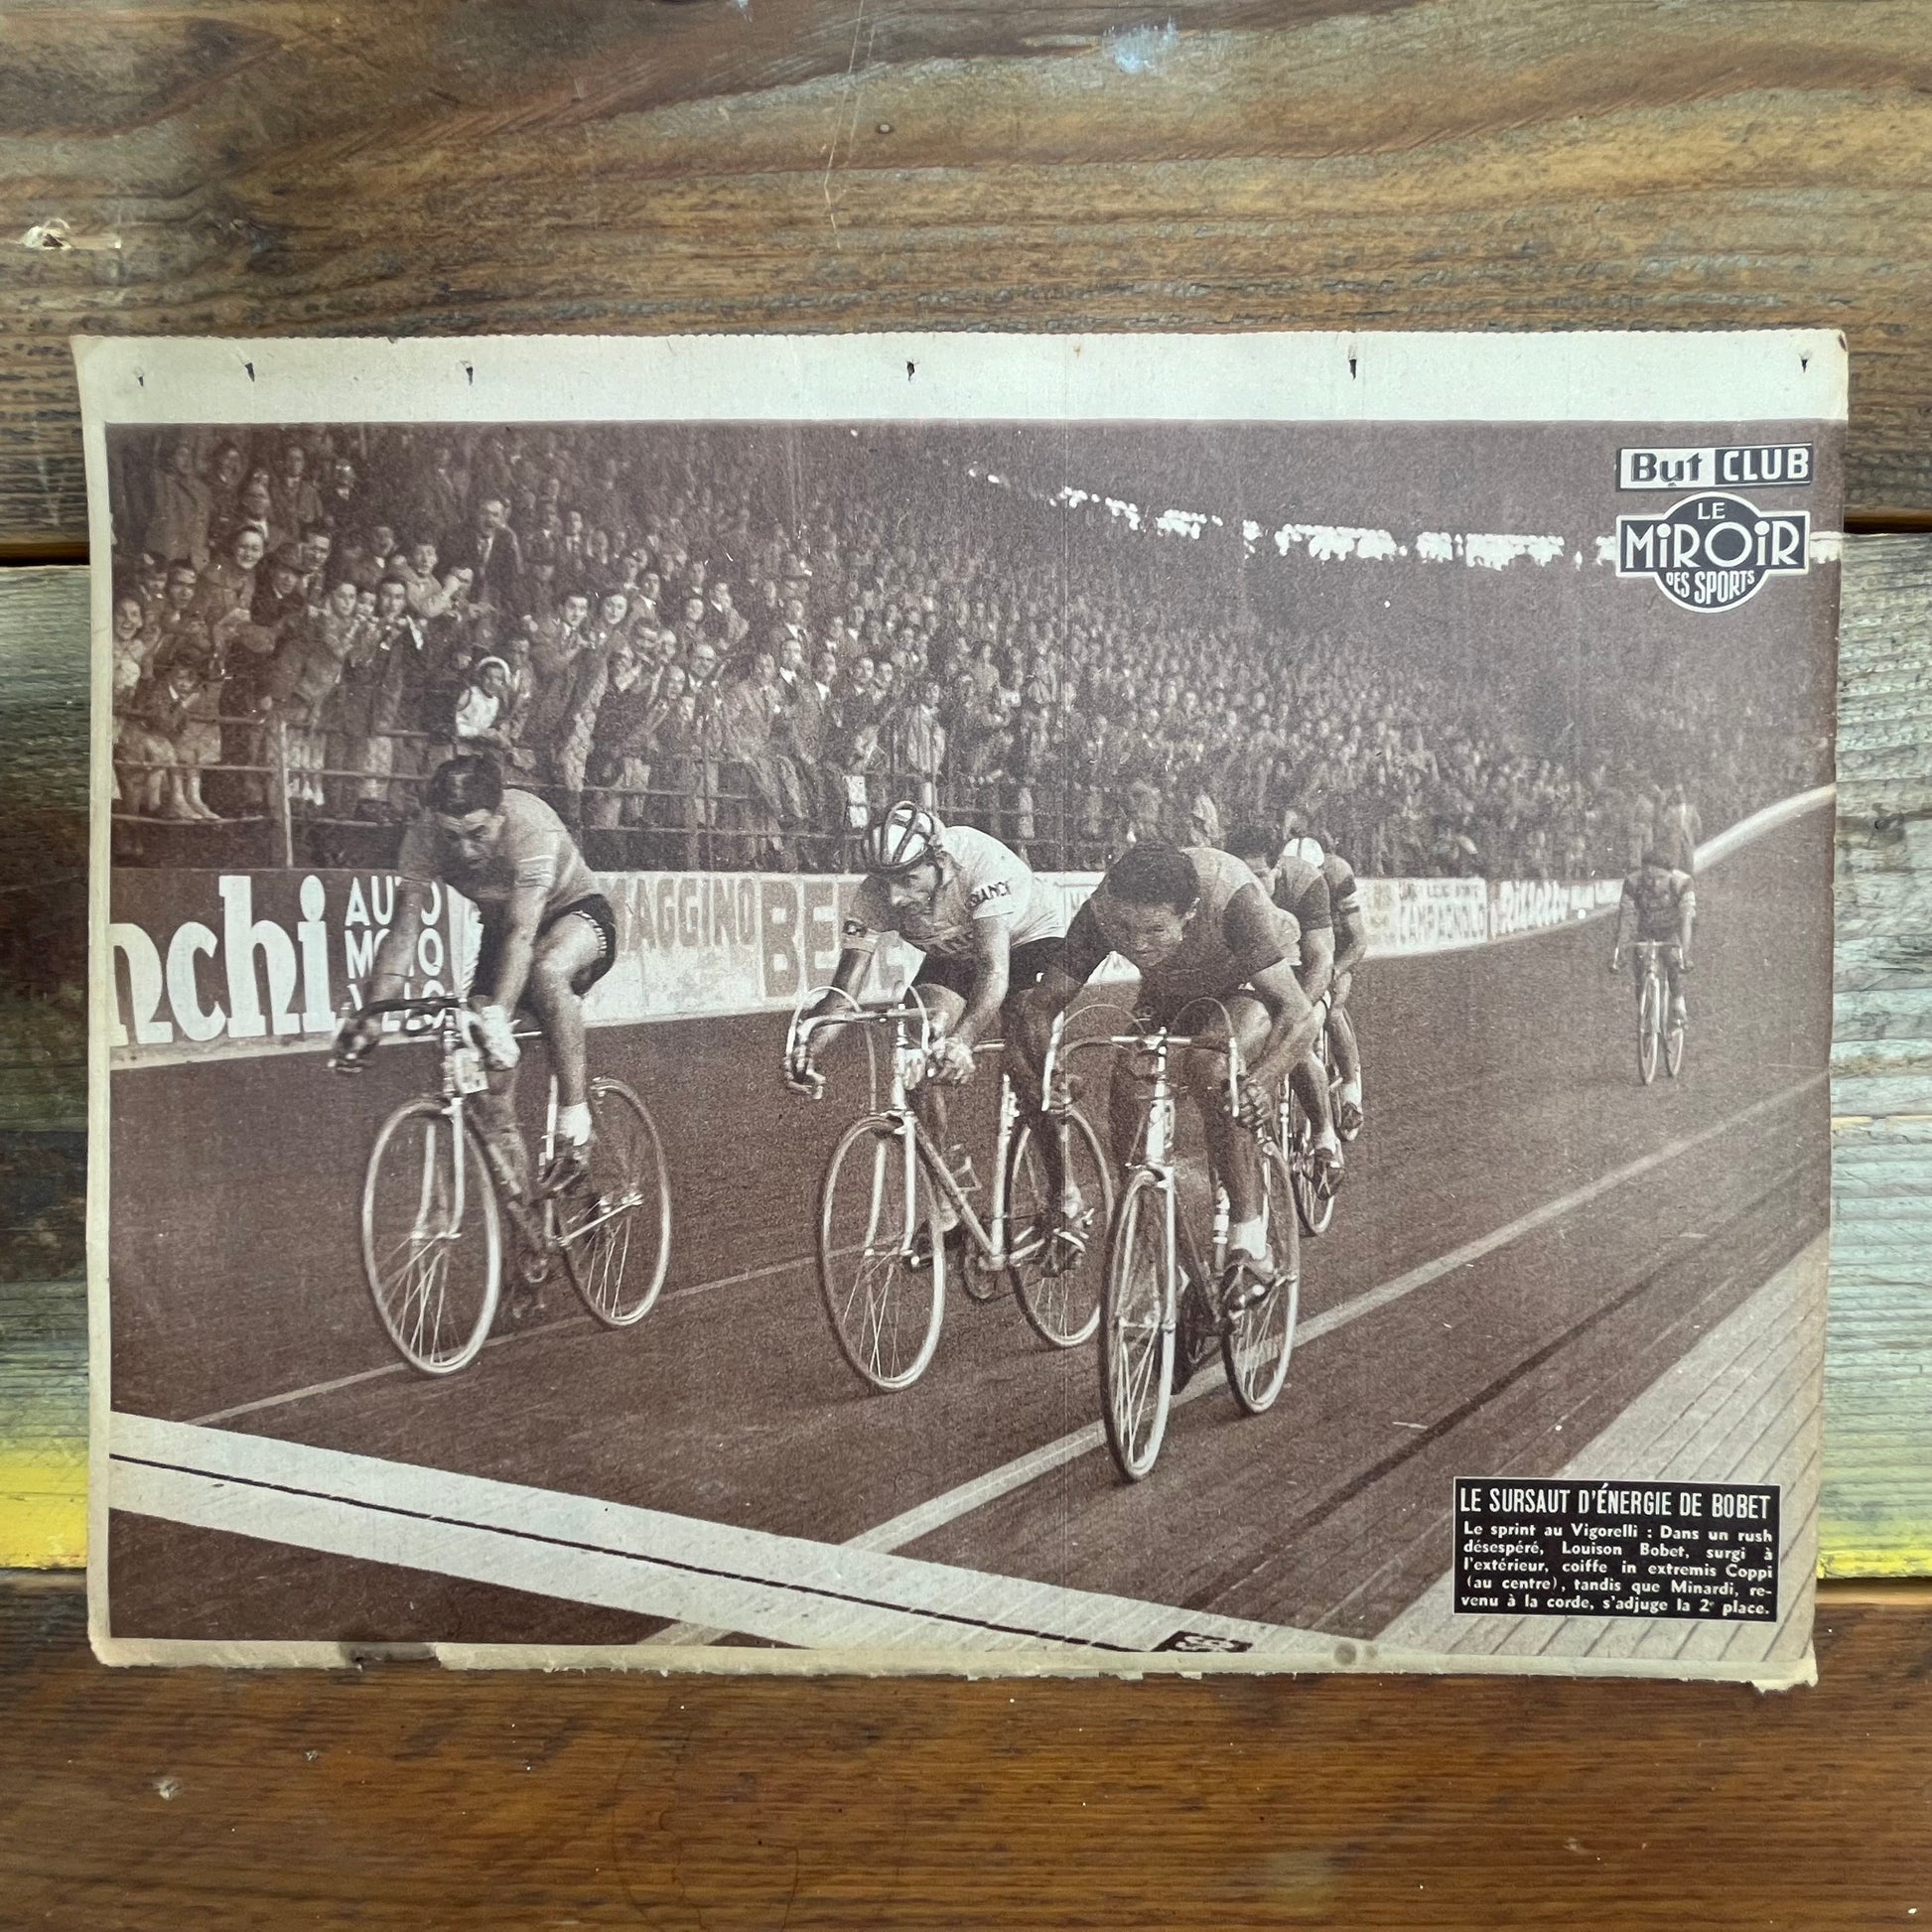 But CLUB
LE
MIROIR
DES SPORTS
nchi
AUTO
MOTO
AGGINO
BIANCHI
LE SURSAUT D'ÉNERGIE DE BOBET
Le sprint au Vigorelli : Dans un rush
désespéré, Louison Bobet, surgi à
l'extérieur, coiffe in extremis Coppi
(au centre), tandis que Minardi, re-
venu à la corde, s'adjuge la 2e place.